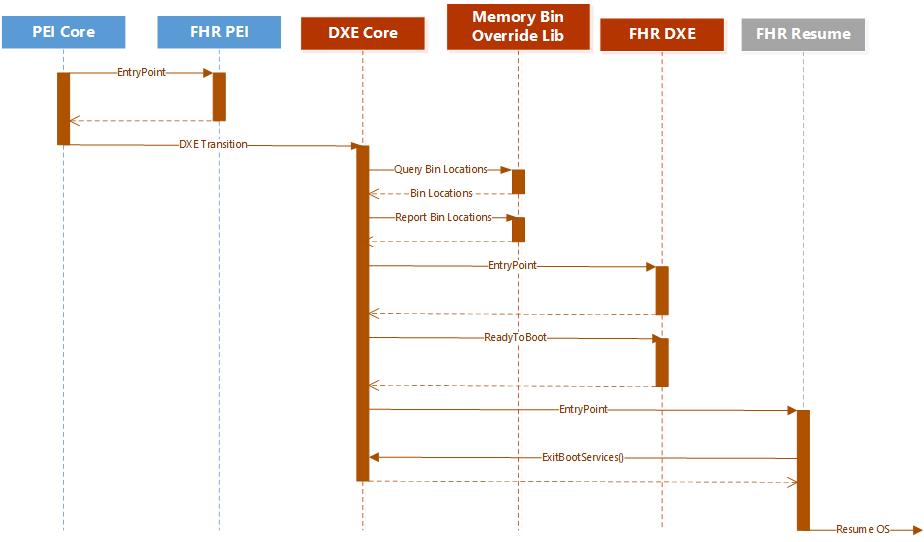 PEI Core
FHR PEI
DXE Core
Memory Bin
Override Lib
FHR DXE
FHR Resume
EntryPoint
DXE Transition
Query Bin Locations
Bin Locations
Report Bin Locations
EntryPoint
ReadyToBoot
EntryPoint
ExitBootServices()
Resume OS